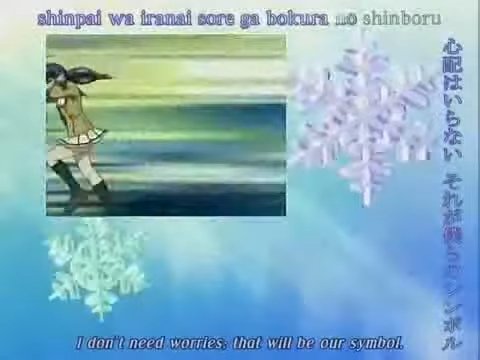 shinpai wa iranai sore ga bokura no shinboru
心配はいらない それが僕らのシンボル
I don't need worries; that will be our symbol.